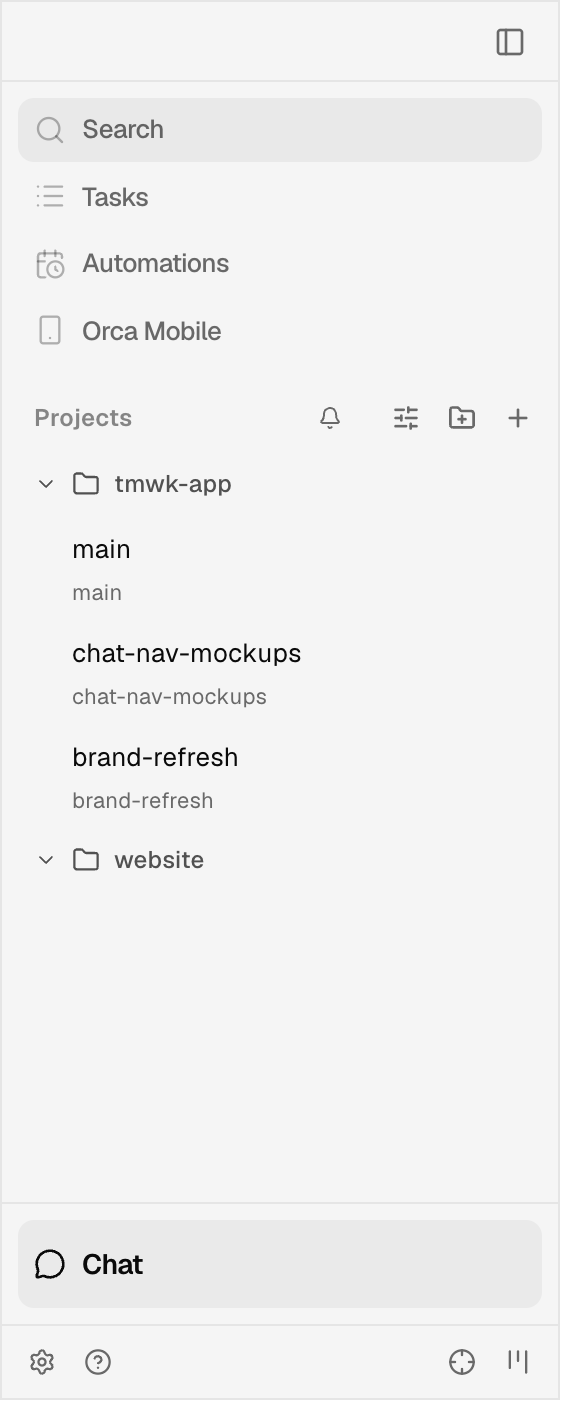 Search
Tasks
Automations
Orca Mobile
Projects
tmwk-app
main
main
chat-nav-mockups
chat-nav-mockups
brand-refresh
brand-refresh
website
Chat